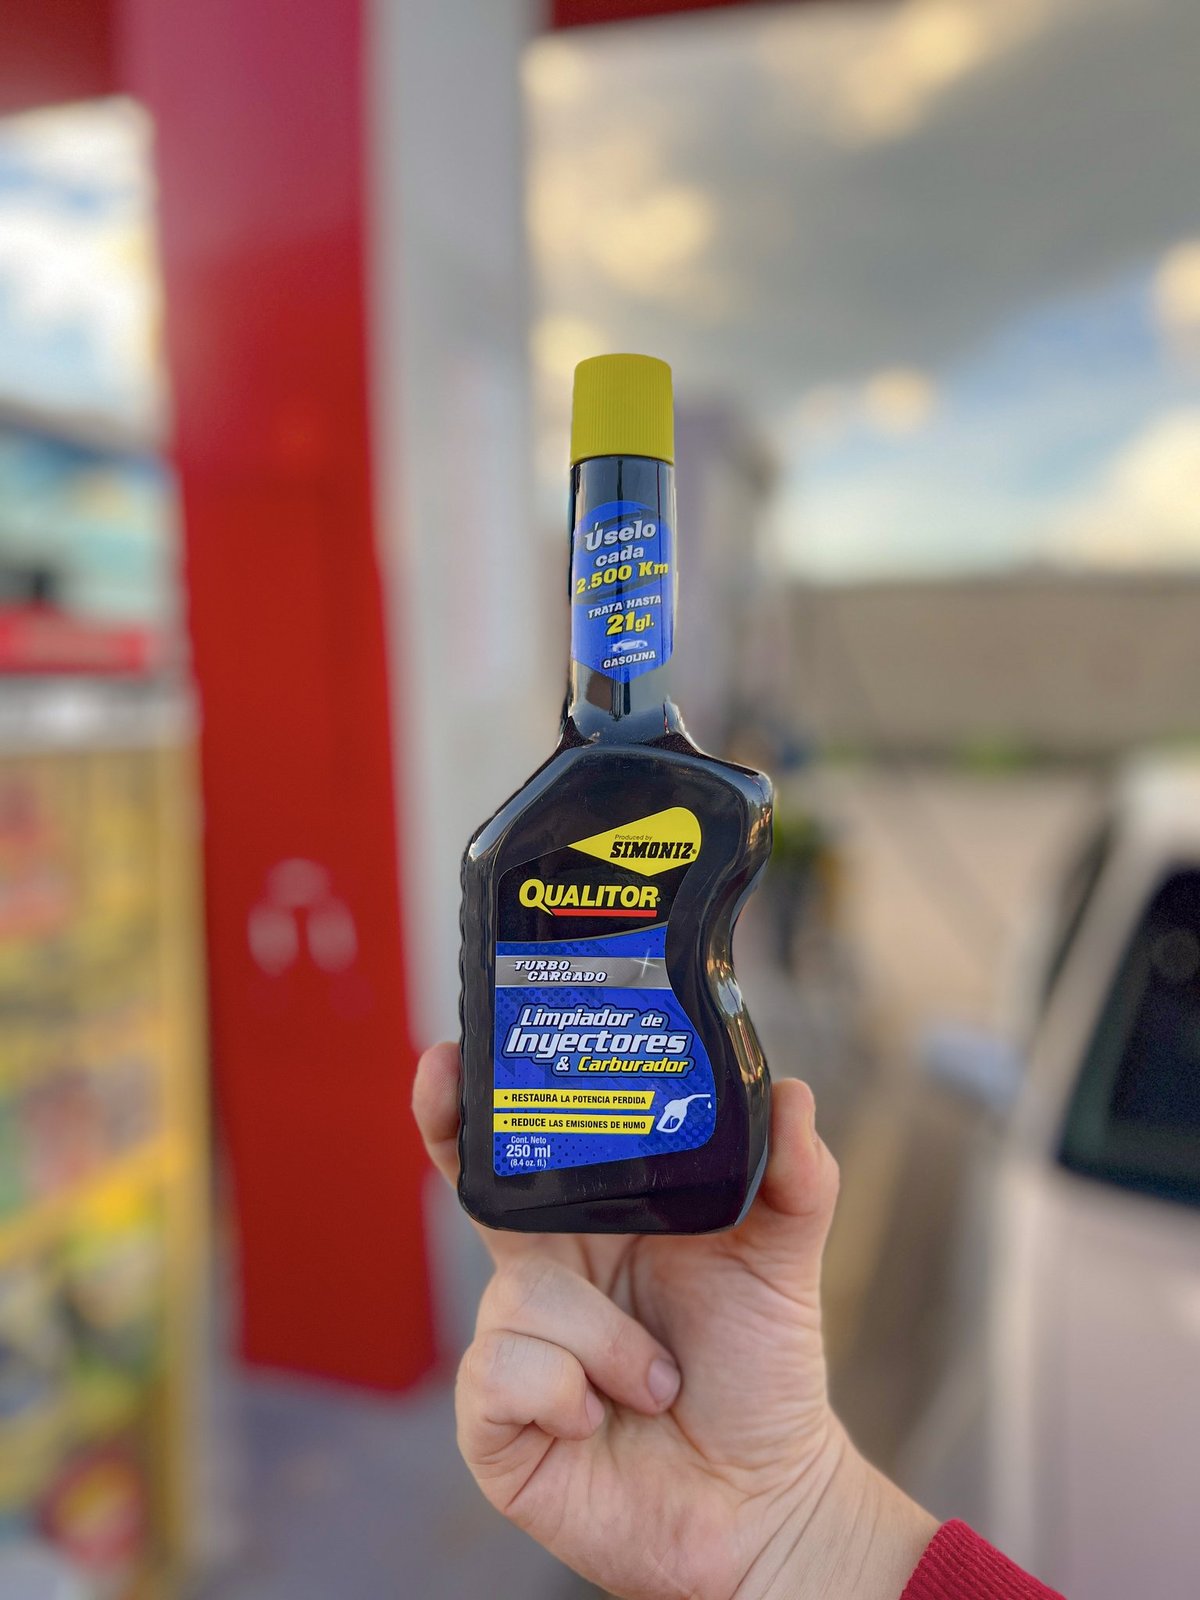 Úselo
cada
2.500 Km
TRATA HASTA
21gl.
GASOLINA
Produced by
SIMONIZ®
QUALITOR®
TURBO
CARGADO
Limpiador de
Inyectores
& Carburador
• RESTAURA LA POTENCIA PERDIDA
• REDUCE LAS EMISIONES DE HUMO
Cont. Neto
250 ml
(8.4 oz. fl.)